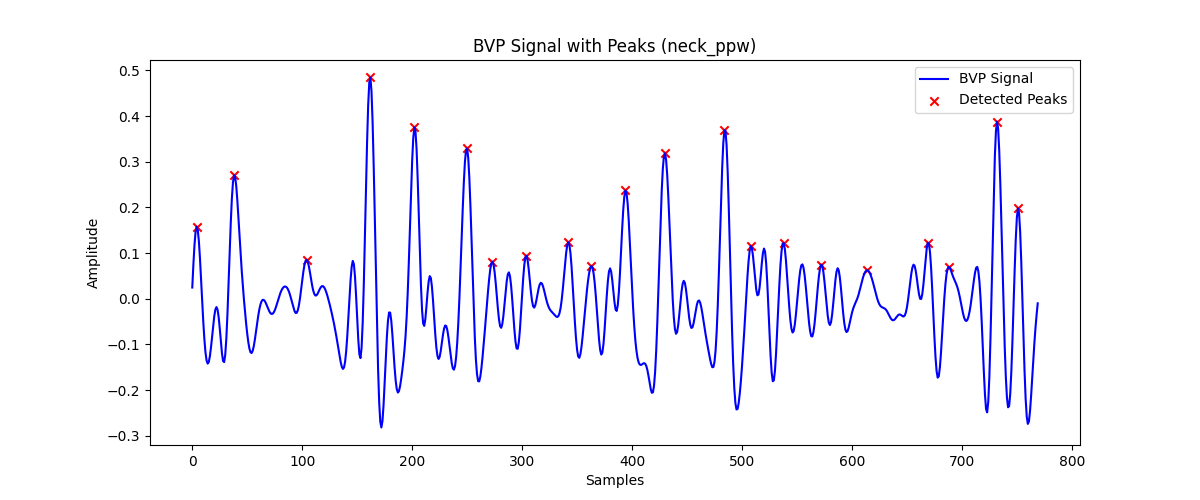 BVP Signal with Peaks (neck_ppw)
BVP Signal
Detected Peaks
Amplitude
0.5
0.4
0.3
0.2
0.1
0.0
−0.1
−0.2
−0.3
0 100 200 300 400 500 600 700 800
Samples